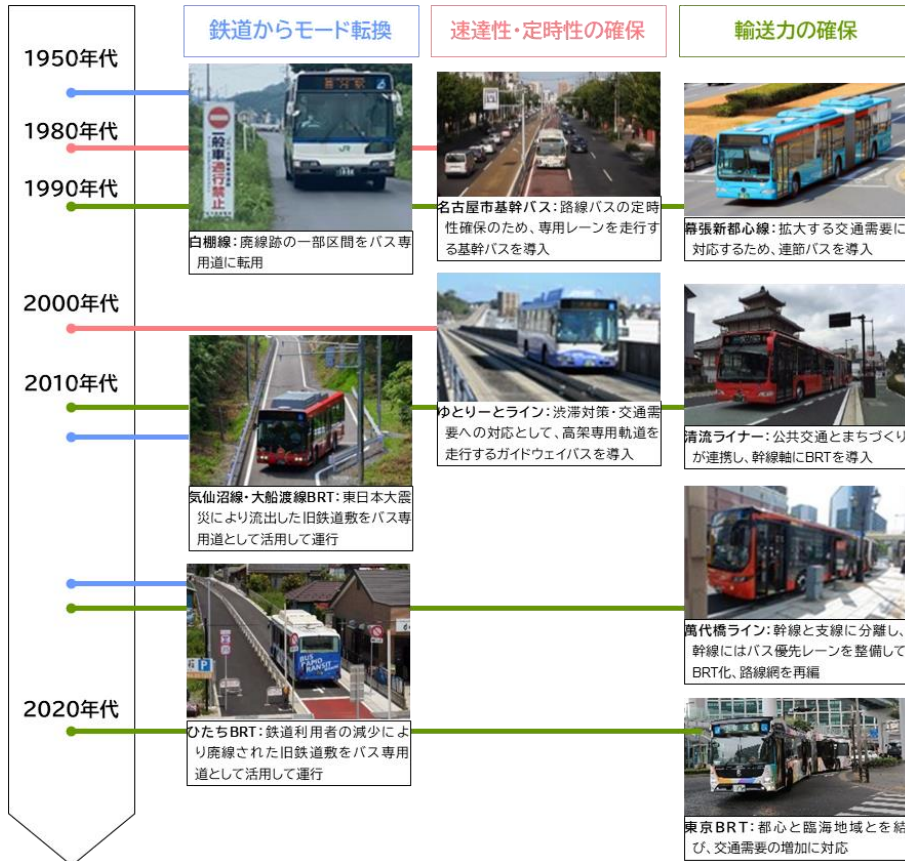 鉄道からモード転換
速達性・定時性の確保
輸送力の確保
1950年代
1980年代
1990年代
2000年代
2010年代
2020年代
一般車通行禁止
JR
白棚線：廃線跡の一部区間をバス専
用道に転用
名古屋市基幹バス：路線バスの定時
性確保のため、専用レーンを走行す
る基幹バスを導入
幕張新都心線：拡大する交通需要に
対応するため、連節バスを導入
ゆとりーとライン：渋滞対策・交通需
要への対応として、高架専用軌道を
走行するガイドウェイバスを導入
清流ライナー：公共交通とまちづくり
が連携し、幹線軸にBRTを導入
気仙沼線・大船渡線BRT：東日本大震
災により流出した旧鉄道敷をバス専
用道として活用して運行
萬代橋ライン：幹線と支線に分離し、
幹線にはバス優先レーンを整備して
BRT化、路線網を再編
P
BUS
RAPID
TRANSIT
ひたちBRT：鉄道利用者の減少によ
り廃線された旧鉄道敷をバス専用
道として活用して運行
東京BRT：都心と臨海地域とを結
び、交通需要の増加に対応